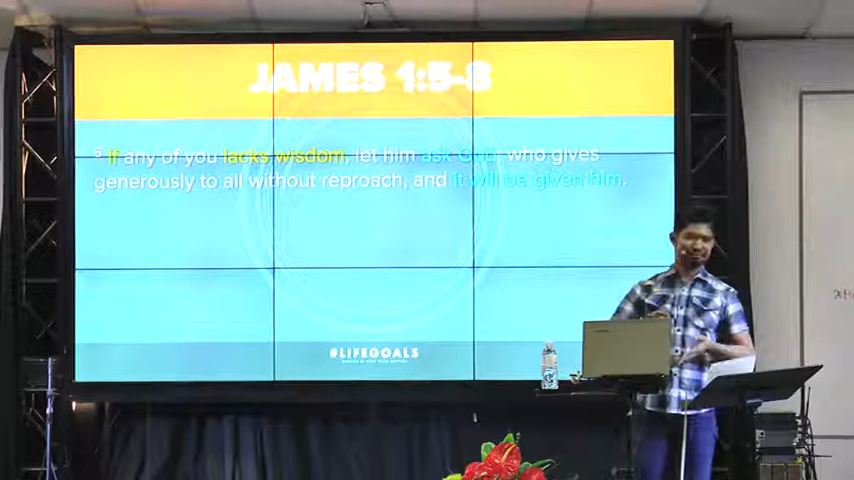 JAMES 1:5-8
5 If any of you lacks wisdom, let him ask God, who gives
generously to all without reproach, and it will be given him.
#LIFEGOALS